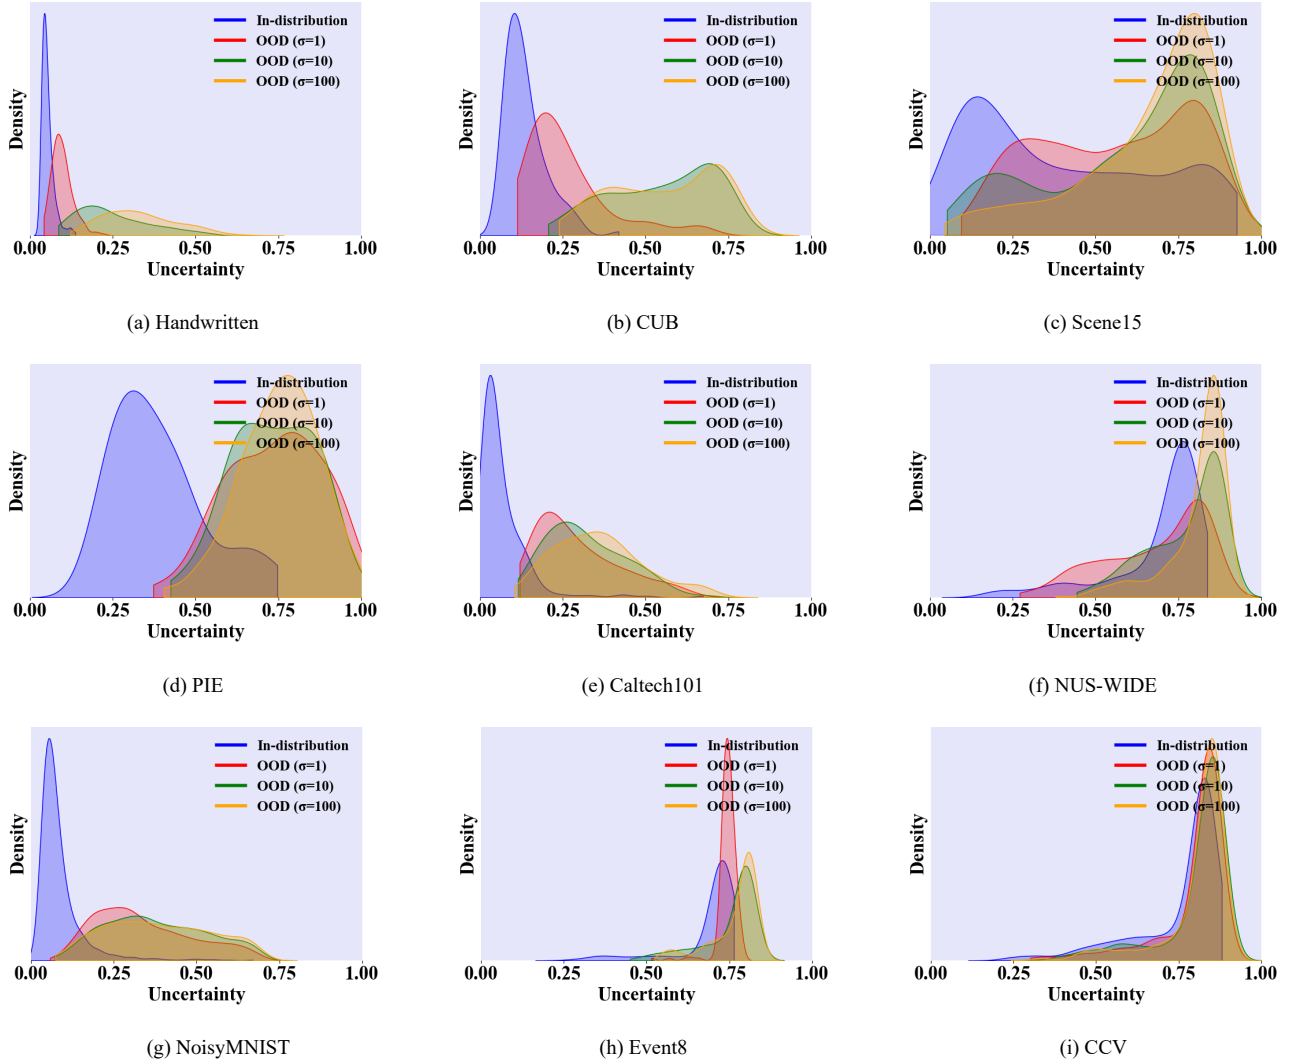 In-distribution
OOD (σ=1)
OOD (σ=10)
OOD (σ=100)
Density
0.00 0.25 0.50 0.75 1.00
Uncertainty
(a) Handwritten
In-distribution
OOD (σ=1)
OOD (σ=10)
OOD (σ=100)
Density
0.00 0.25 0.50 0.75 1.00
Uncertainty
(b) CUB
In-distribution
OOD (σ=1)
OOD (σ=10)
OOD (σ=100)
Density
0.00 0.25 0.50 0.75 1.00
Uncertainty
(c) Scene15
In-distribution
OOD (σ=1)
OOD (σ=10)
OOD (σ=100)
Density
0.00 0.25 0.50 0.75 1.00
Uncertainty
(d) PIE
In-distribution
OOD (σ=1)
OOD (σ=10)
OOD (σ=100)
Density
0.00 0.25 0.50 0.75 1.00
Uncertainty
(e) Caltech101
In-distribution
OOD (σ=1)
OOD (σ=10)
OOD (σ=100)
Density
0.00 0.25 0.50 0.75 1.00
Uncertainty
(f) NUS-WIDE
In-distribution
OOD (σ=1)
OOD (σ=10)
OOD (σ=100)
Density
0.00 0.25 0.50 0.75 1.00
Uncertainty
(g) NoisyMNIST
In-distribution
OOD (σ=1)
OOD (σ=10)
OOD (σ=100)
Density
0.00 0.25 0.50 0.75 1.00
Uncertainty
(h) Event8
In-distribution
OOD (σ=1)
OOD (σ=10)
OOD (σ=100)
Density
0.00 0.25 0.50 0.75 1.00
Uncertainty
(i) CCV